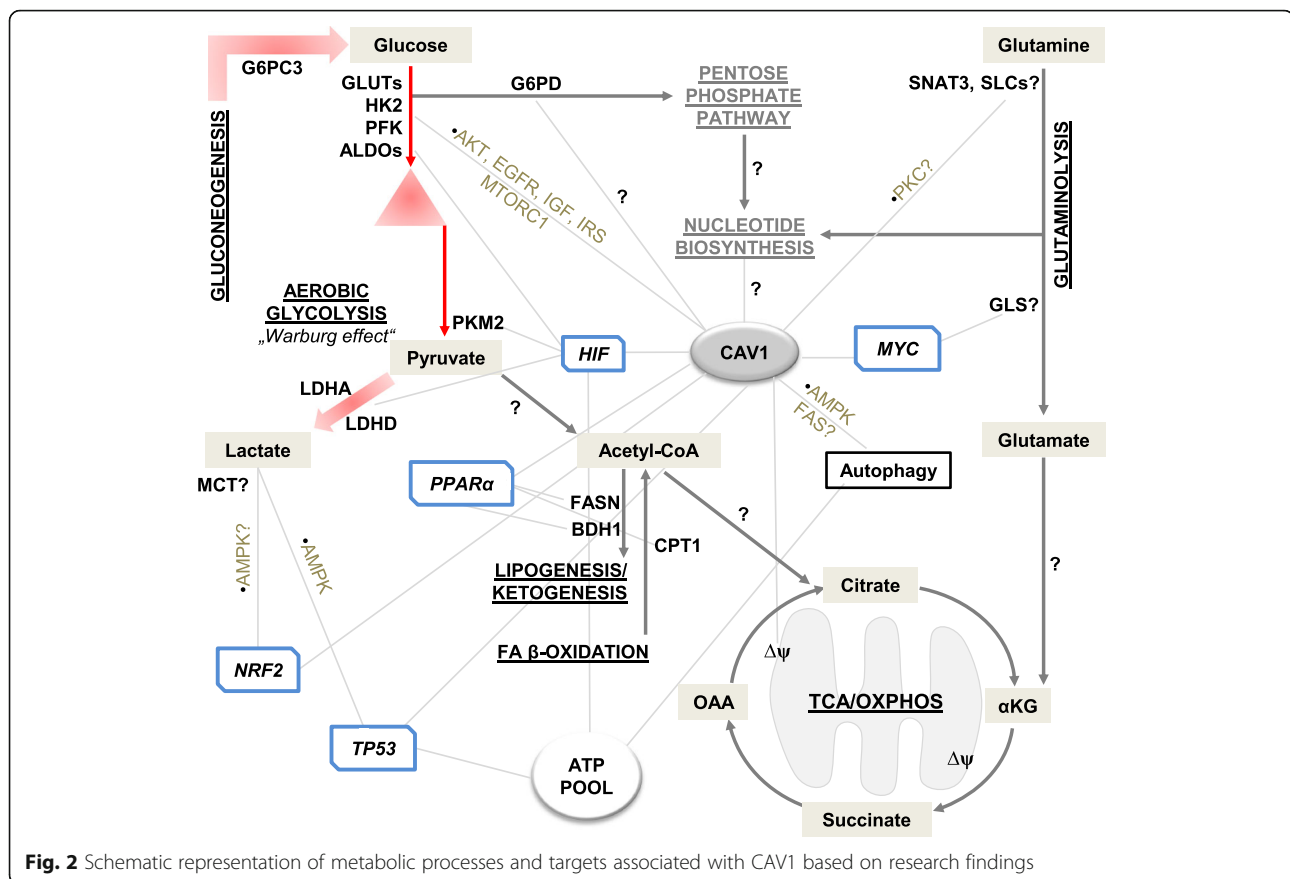 Glucose
Glutamine
G6PC3
GLUTs
HK2
PFK
ALDOs
G6PD
PENTOSE
PHOSPHATE
PATHWAY
SNAT3, SLCs?
GLUCONEOGENESIS
•AKT, EGFR, IGF, IRS
MTORC1
?
?
•PKC?
GLUTAMINOLYSIS
NUCLEOTIDE
BIOSYNTHESIS
?
AEROBIC
GLYCOLYSIS
„Warburg effect“
PKM2
GLS?
Pyruvate
HIF
CAV1
MYC
LDHA
LDHD
?
•AMPK
FAS?
Lactate
Acetyl-CoA
Glutamate
Autophagy
MCT?
PPARα
FASN
BDH1
CPT1
?
•AMPK?
•AMPK
LIPOGENESIS/
KETOGENESIS
?
Citrate
FA β-OXIDATION
Δψ
NRF2
OAA
TCA/OXPHOS
αKG
TP53
Δψ
ATP
POOL
Succinate
Fig. 2 Schematic representation of metabolic processes and targets associated with CAV1 based on research findings